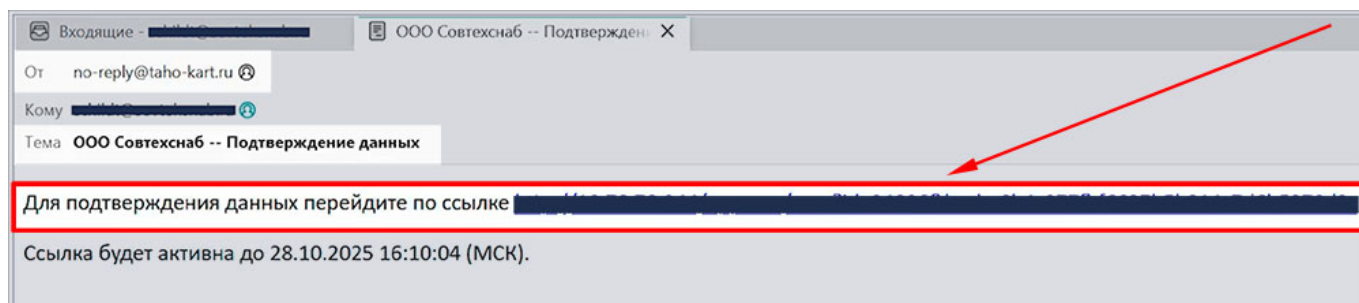 Входящие -
ООО Совтехснаб -- Подтвержден
От no-reply@taho-kart.ru
Кому
Тема ООО Совтехснаб -- Подтверждение данных
Для подтверждения данных перейдите по ссылке
Ссылка будет активна до 28.10.2025 16:10:04 (МСК).